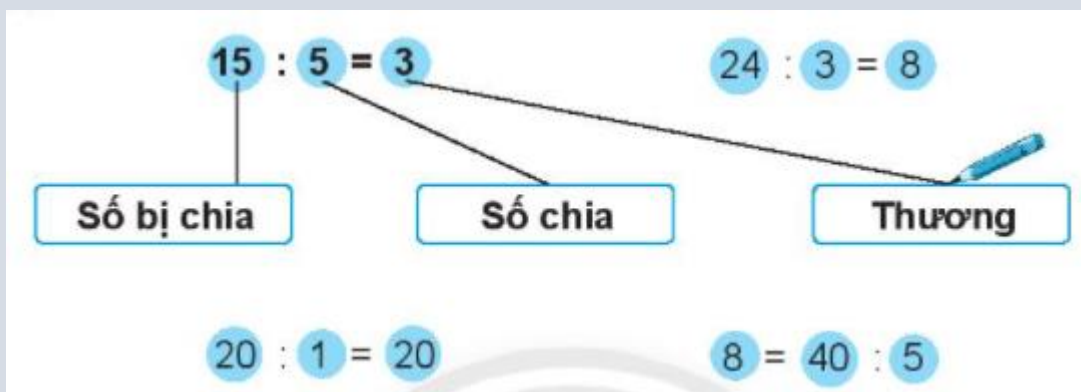 15 : 5 = 3
24 : 3 = 8
Số bị chia
Số chia
Thương
20 : 1 = 20
8 = 40 : 5